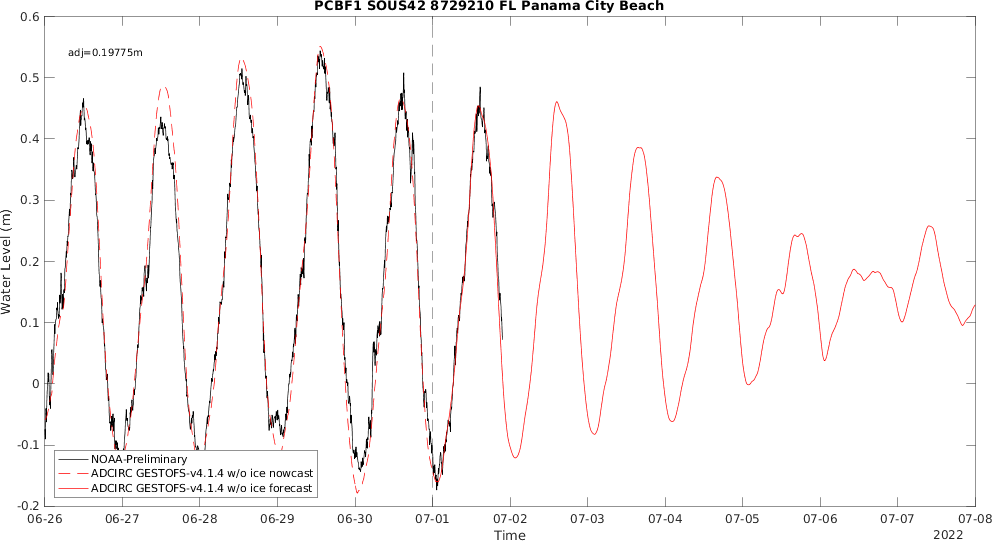 PCBF1 SOUS42 8729210 FL Panama City Beach
adj=0.19775m
Water Level (m)
0.6
0.5
0.4
0.3
0.2
0.1
0
-0.1
-0.2
NOAA-Preliminary
ADCIRC GESTOFS-v4.1.4 w/o ice nowcast
ADCIRC GESTOFS-v4.1.4 w/o ice forecast
06-26 06-27 06-28 06-29 06-30 07-01 07-02 07-03 07-04 07-05 07-06 07-07 07-08
Time
2022